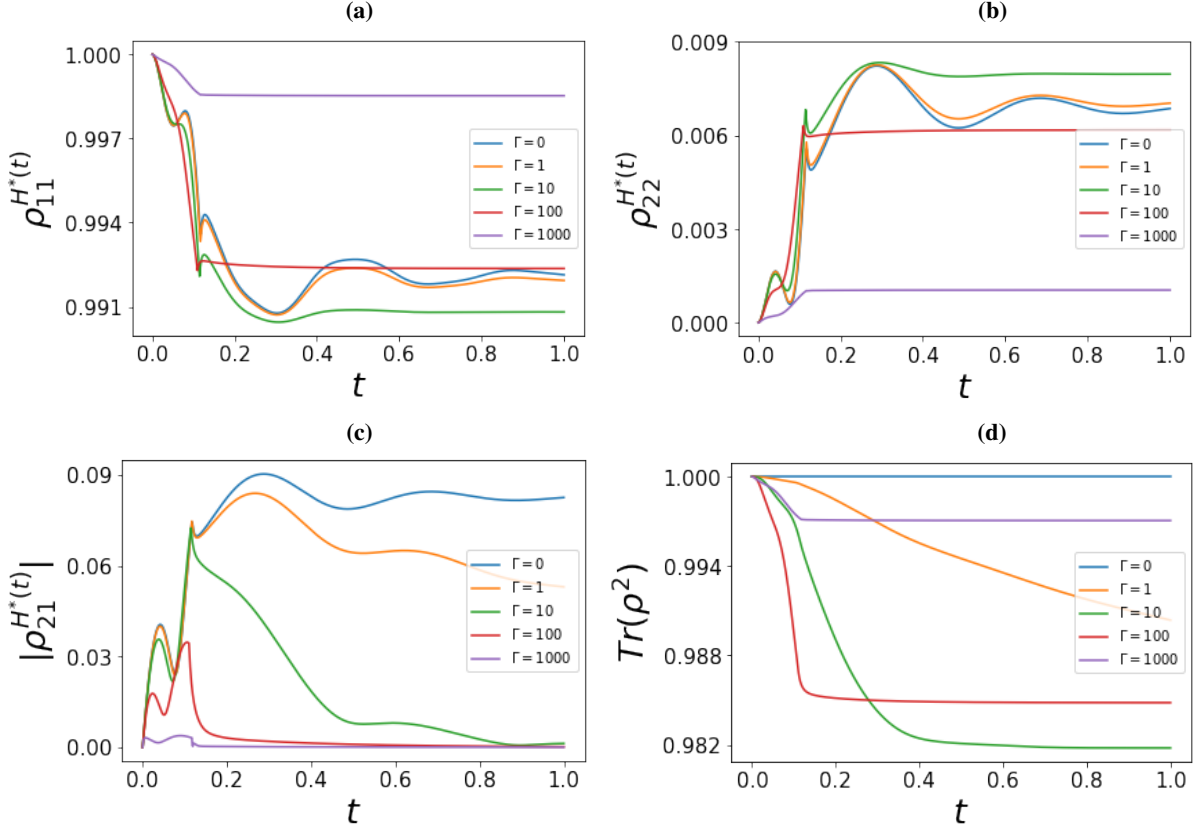 (a)
(b)
1.000
0.997
0.994
0.991
ρ₁₁^{H*(t)}
Γ = 0
Γ = 1
Γ = 10
Γ = 100
Γ = 1000
0.0 0.2 0.4 0.6 0.8 1.0
t
0.009
0.006
0.003
0.000
ρ₂₂^{H*(t)}
Γ = 0
Γ = 1
Γ = 10
Γ = 100
Γ = 1000
0.0 0.2 0.4 0.6 0.8 1.0
t
(c)
(d)
0.09
0.06
0.03
0.00
|ρ₂₁^{H*(t)}|
Γ = 0
Γ = 1
Γ = 10
Γ = 100
Γ = 1000
0.0 0.2 0.4 0.6 0.8 1.0
t
1.000
0.994
0.988
0.982
Tr(ρ²)
Γ = 0
Γ = 1
Γ = 10
Γ = 100
Γ = 1000
0.0 0.2 0.4 0.6 0.8 1.0
t